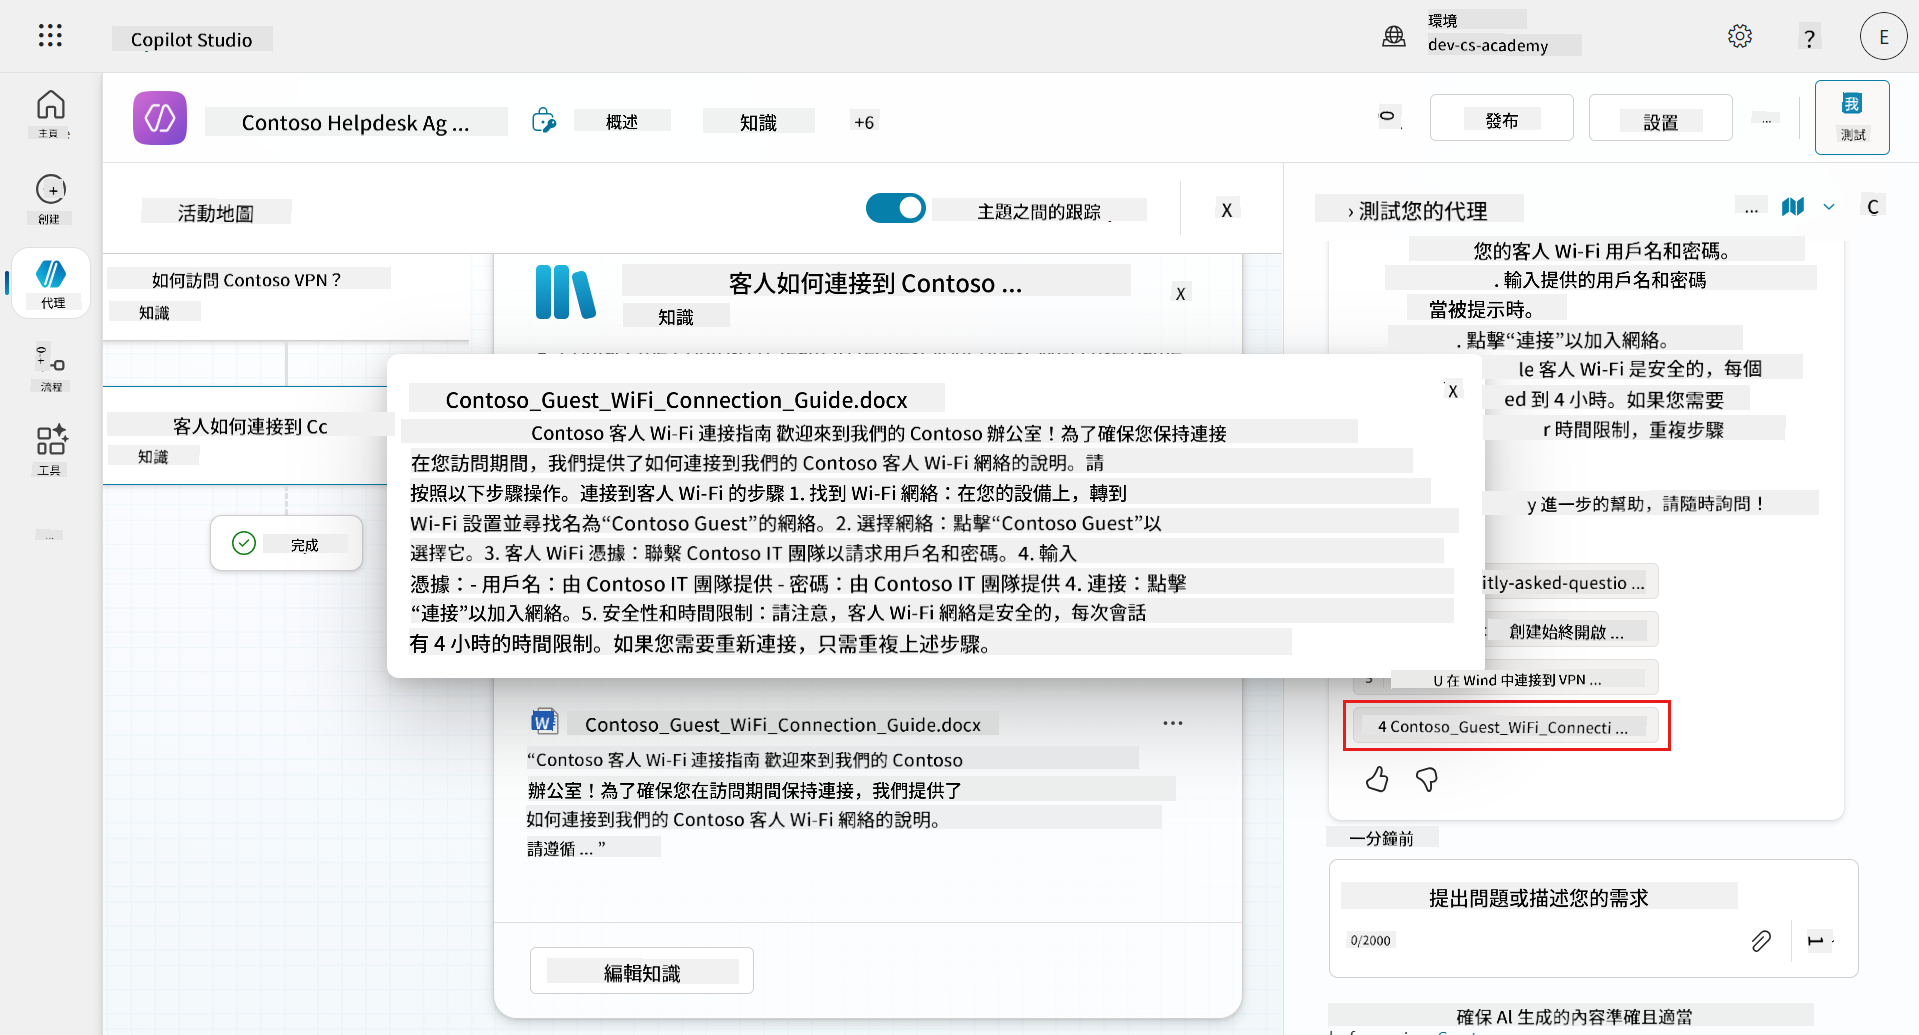 Copilot Studio
環境
dev-cs-academy
?
E
主頁
創建
代理
流程
工具
...
Contoso Helpdesk Ag ...
概述
知識
+6
發布
設置
...
測試
活動地圖
主題之間的跟踪
X
›測試您的代理
...
C
如何訪問 Contoso VPN？
知識
客人如何連接到 Cc
知識
完成
客人如何連接到 Contoso ...
知識
X
Contoso_Guest_WiFi_Connection_Guide.docx
X
Contoso 客人 Wi-Fi 連接指南 歡迎來到我們的 Contoso 辦公室！為了確保您保持連接
在您訪問期間，我們提供了如何連接到我們的 Contoso 客人 Wi-Fi 網絡的說明。請
按照以下步驟操作。連接到客人 Wi-Fi 的步驟 1. 找到 Wi-Fi 網絡：在您的設備上，轉到
Wi-Fi 設置並尋找名為“Contoso Guest”的網絡。2. 選擇網絡：點擊“Contoso Guest”以
選擇它。3. 客人 WiFi 憑據：聯繫 Contoso IT 團隊以請求用戶名和密碼。4. 輸入
憑據：- 用戶名：由 Contoso IT 團隊提供 - 密碼：由 Contoso IT 團隊提供 4. 連接：點擊
“連接”以加入網絡。5. 安全性和時間限制：請注意，客人 Wi-Fi 網絡是安全的，每次會話
有 4 小時的時間限制。如果您需要重新連接，只需重複上述步驟。
Contoso_Guest_WiFi_Connection_Guide.docx
...
“Contoso 客人 Wi-Fi 連接指南 歡迎來到我們的 Contoso
辦公室！為了確保您在訪問期間保持連接，我們提供了
如何連接到我們的 Contoso 客人 Wi-Fi 網絡的說明。
請遵循 ... ”
編輯知識
您的客人 Wi-Fi 用戶名和密碼。
. 輸入提供的用戶名和密碼
當被提示時。
. 點擊“連接”以加入網絡。
le 客人 Wi-Fi 是安全的，每個
ed 到 4 小時。如果您需要
r 時間限制，重複步驟
y 進一步的幫助，請隨時詢問！
itly-asked-questio ...
創建始終開啟 ...
U 在 Wind 中連接到 VPN ...
4 Contoso_Guest_WiFi_Connecti ...
一分鐘前
提出問題或描述您的需求
0/2000
確保 AI 生成的內容準確且適當